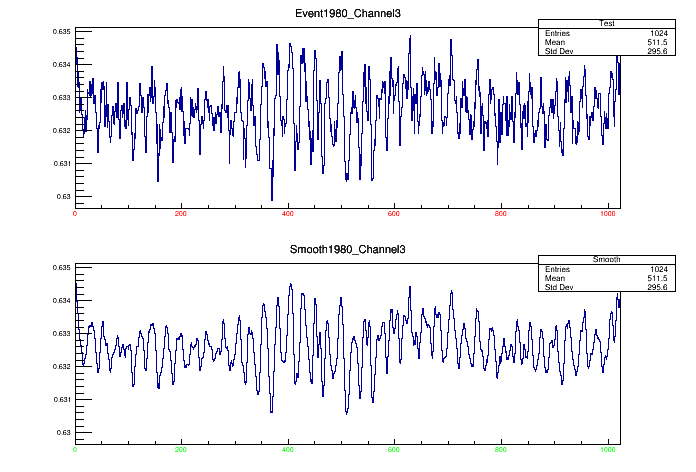 Event1980_Channel3
Test
Entries 1024
Mean 511.5
Std Dev 295.6
0.635
0.634
0.633
0.632
0.631
0.63
0 200 400 600 800 1000
Smooth1980_Channel3
Smooth
Entries 1024
Mean 511.5
Std Dev 295.6
0.635
0.634
0.633
0.632
0.631
0.63
0 200 400 600 800 1000